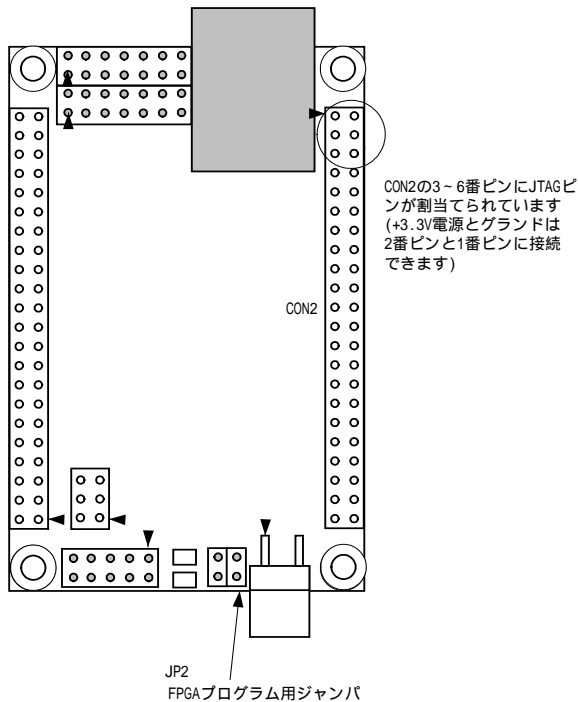 CON2の3~6番ピンにJTAGピ
ンが割当てられています
(+3.3V電源とグランドは
2番ピンと1番ピンに接続
できます)
CON2
JP2
FPGAプログラム用ジャンパ